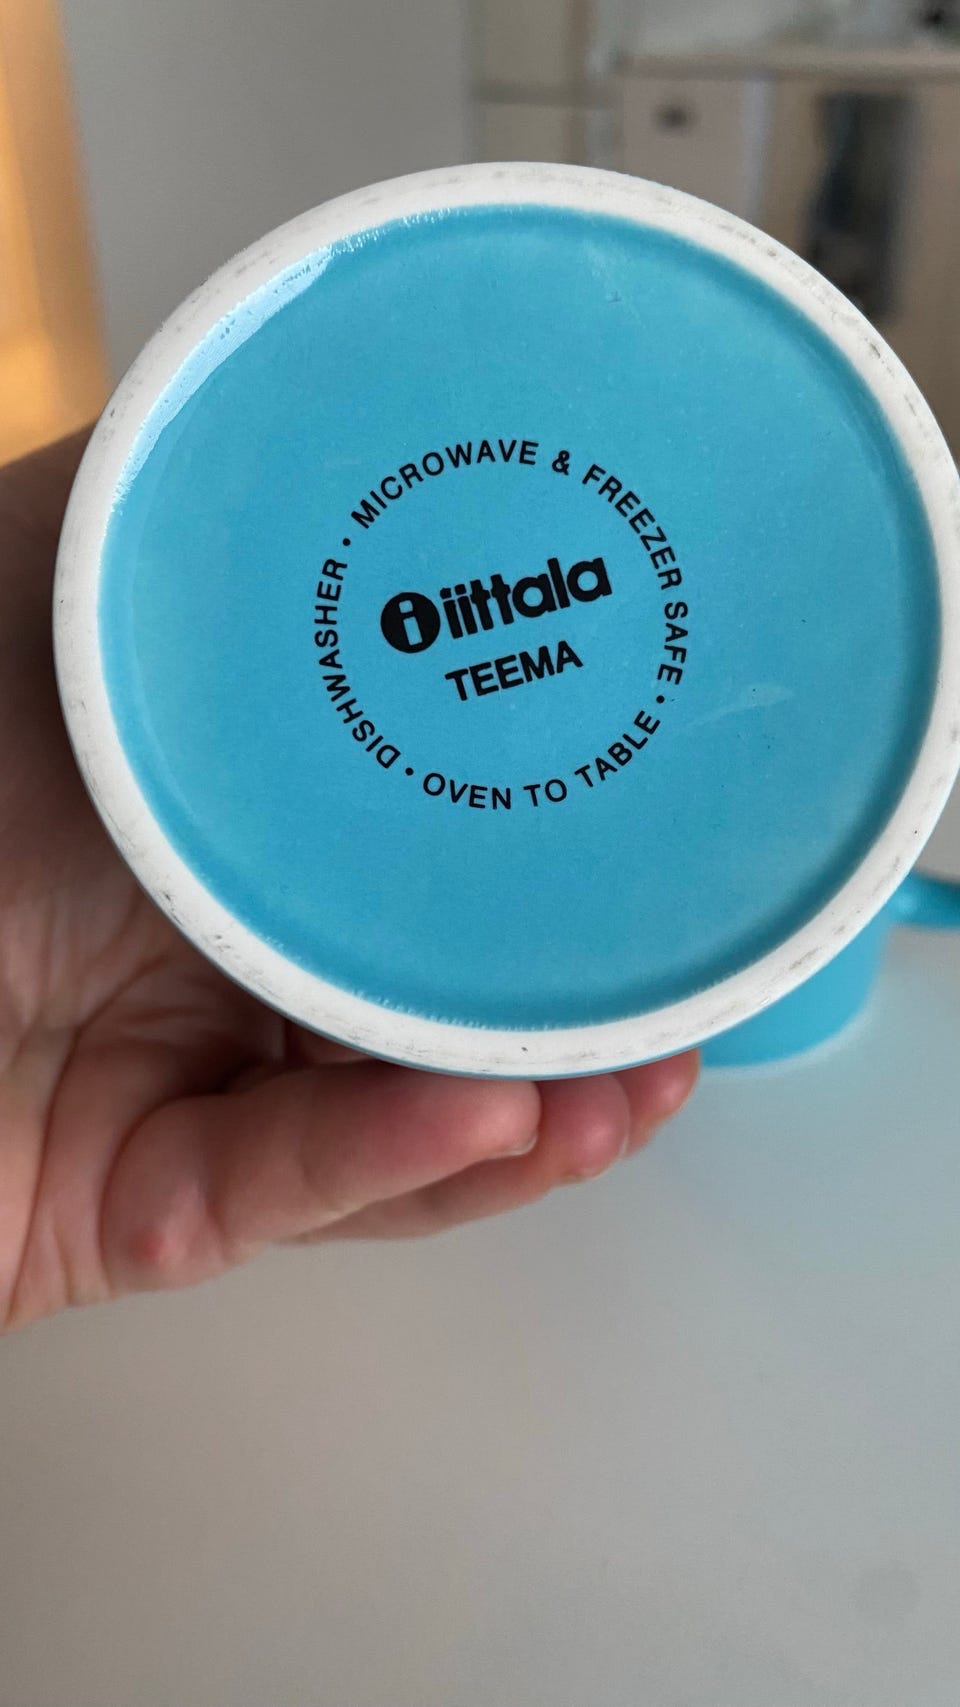 DISHWASHER • MICROWAVE & FREEZER SAFE • OVEN TO TABLE •
i iittala
TEEMA